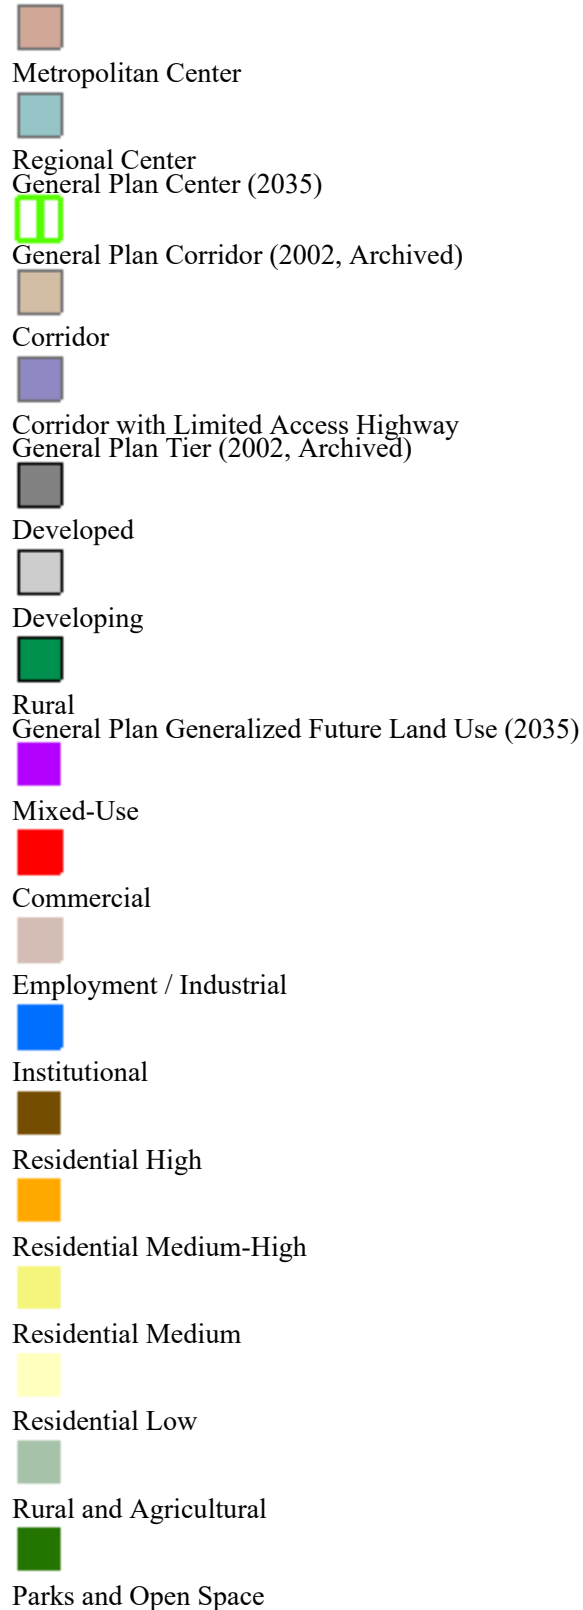 Metropolitan Center
Regional Center
General Plan Center (2035)
General Plan Corridor (2002, Archived)
Corridor
Corridor with Limited Access Highway
General Plan Tier (2002, Archived)
Developed
Developing
Rural
General Plan Generalized Future Land Use (2035)
Mixed-Use
Commercial
Employment / Industrial
Institutional
Residential High
Residential Medium-High
Residential Medium
Residential Low
Rural and Agricultural
Parks and Open Space